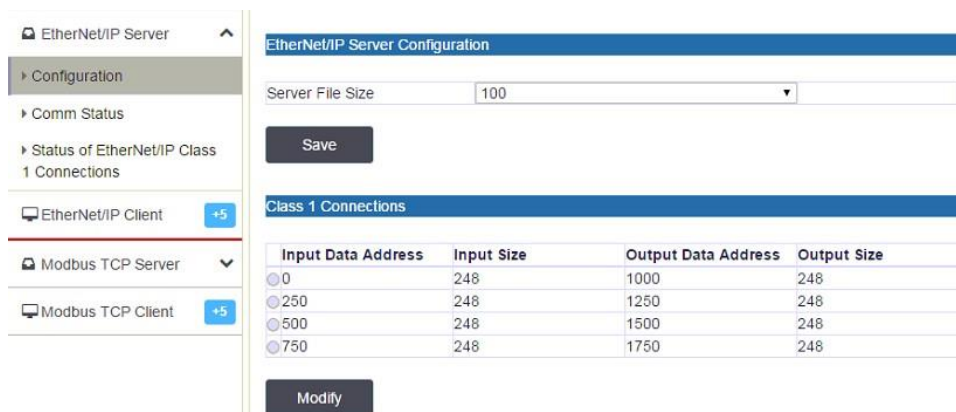 EtherNet/IP Server
Configuration
Comm Status
Status of EtherNet/IP Class
1 Connections
EtherNet/IP Client +5
Modbus TCP Server
Modbus TCP Client +5
EtherNet/IP Server Configuration
Server File Size 100
Save
Class 1 Connections
Input Data Address Input Size Output Data Address Output Size
0 248 1000 248
250 248 1250 248
500 248 1500 248
750 248 1750 248
Modify